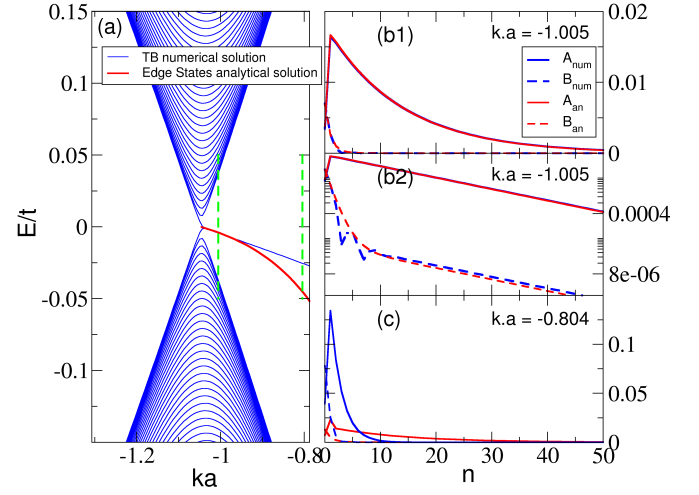 (a)
TB numerical solution
Edge States analytical solution
E/t
0.15
0.1
0.05
0
-0.05
-0.1
-1.2
-1
-0.8
ka
(b1)
k.a = -1.005
A_num
B_num
A_an
B_an
0.02
0.01
0
(b2)
k.a = -1.005
0.0004
8e-06
(c)
k.a = -0.804
0.1
0.05
0
0
10
20
30
40
50
n